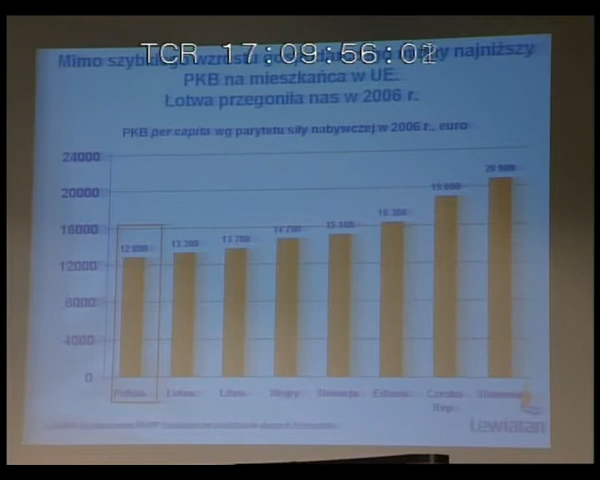 TCR 17:09:56:01
Mimo szybkiego wzrostu najniższy
PKB na mieszkańca w UE.
Łotwa przegoniła nas w 2006 r.
PKB per capita wg parytetu siły nabywczej w 2006 r., euro
24000
20000
16000
12000
8000
4000
0
12 800
13 300
13 700
14 700
15 100
16 300
19 000
20 900
Polska
Łotwa
Litwa
Węgry
Słowacja
Estonia
Czeska
Słowenia
Rep.
Lewiatan